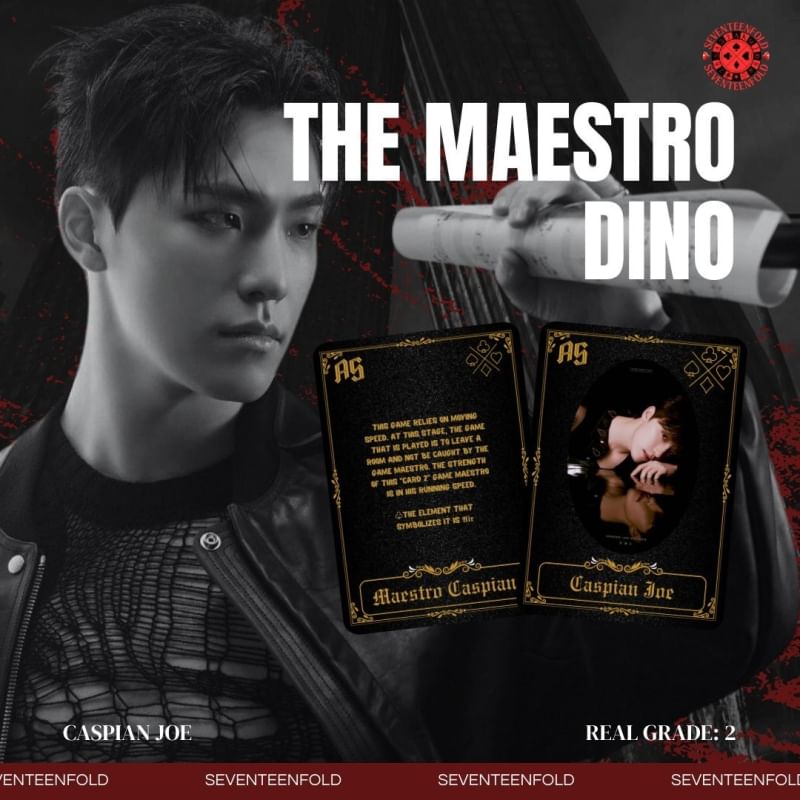 SEVENTEENFOLD
SEVENTEENFOLD
THE MAESTRO
DINO
AS
THIS GAME RELIES ON MOVING
SPEED. AT THIS STAGE, THE GAME
THAT IS PLAYED IS TO LEAVE A
ROOM AND NOT BE CAUGHT BY THE
GAME MAESTRO. THE STRENGTH
OF THIS "CARD 2" GAME MAESTRO
IS IN HIS RUNNING SPEED.
♧THE ELEMENT THAT
SYMBOLIZES IT IS
Maestro Caspian
AS
Caspian Joe
CASPIAN JOE
REAL GRADE: 2
VENTEENFOLD SEVENTEENFOLD SEVENTEENFOLD SEVENTEENFO